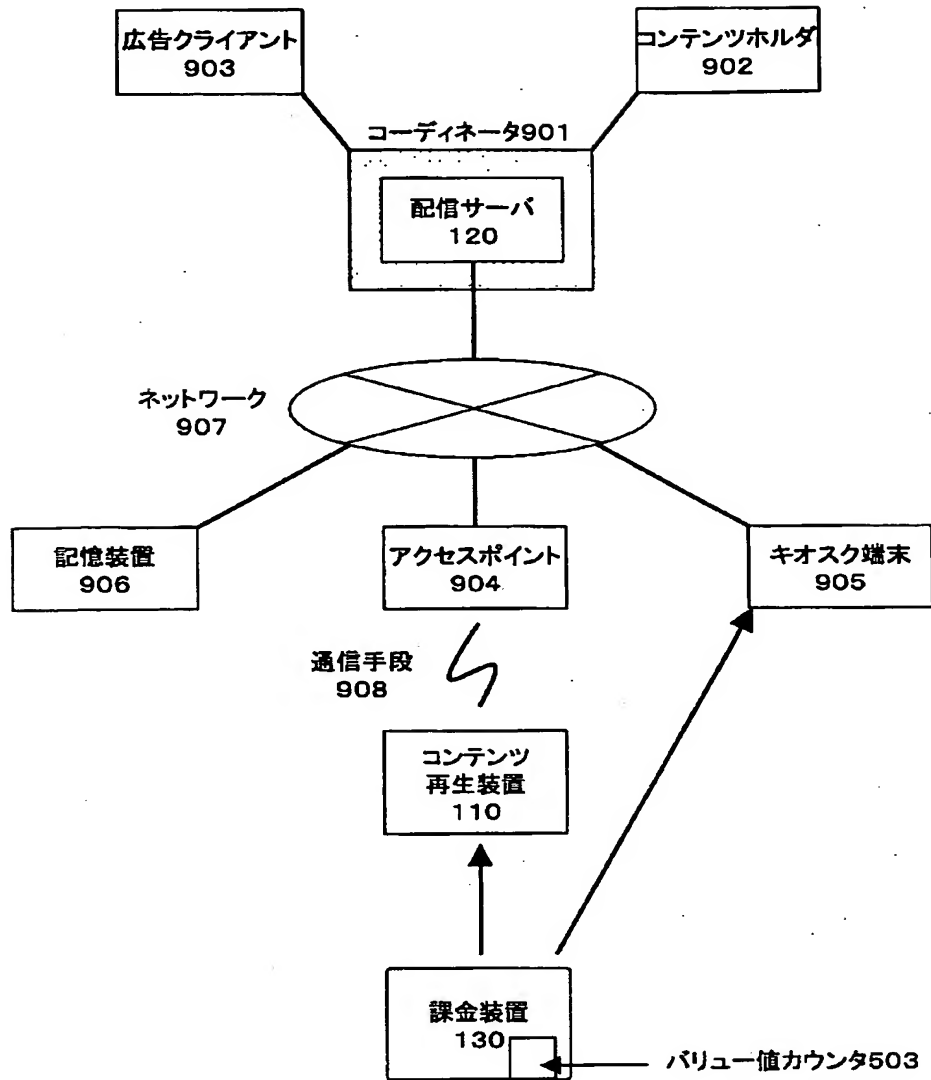 広告クライアント
903
コンテンツホルダ
902
コーディネータ901
配信サーバ
120
ネットワーク
907
記憶装置
906
アクセスポイント
904
キオスク端末
905
通信手段
908
コンテンツ
再生装置
110
課金装置
130
バリュー値カウンタ503